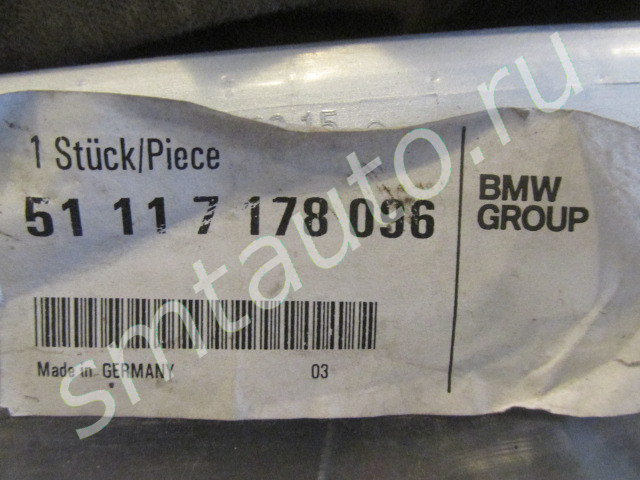 1 Stück/Piece
51 11 7 178 096
BMW
GROUP
Made in GERMANY
03
smtauto.ru